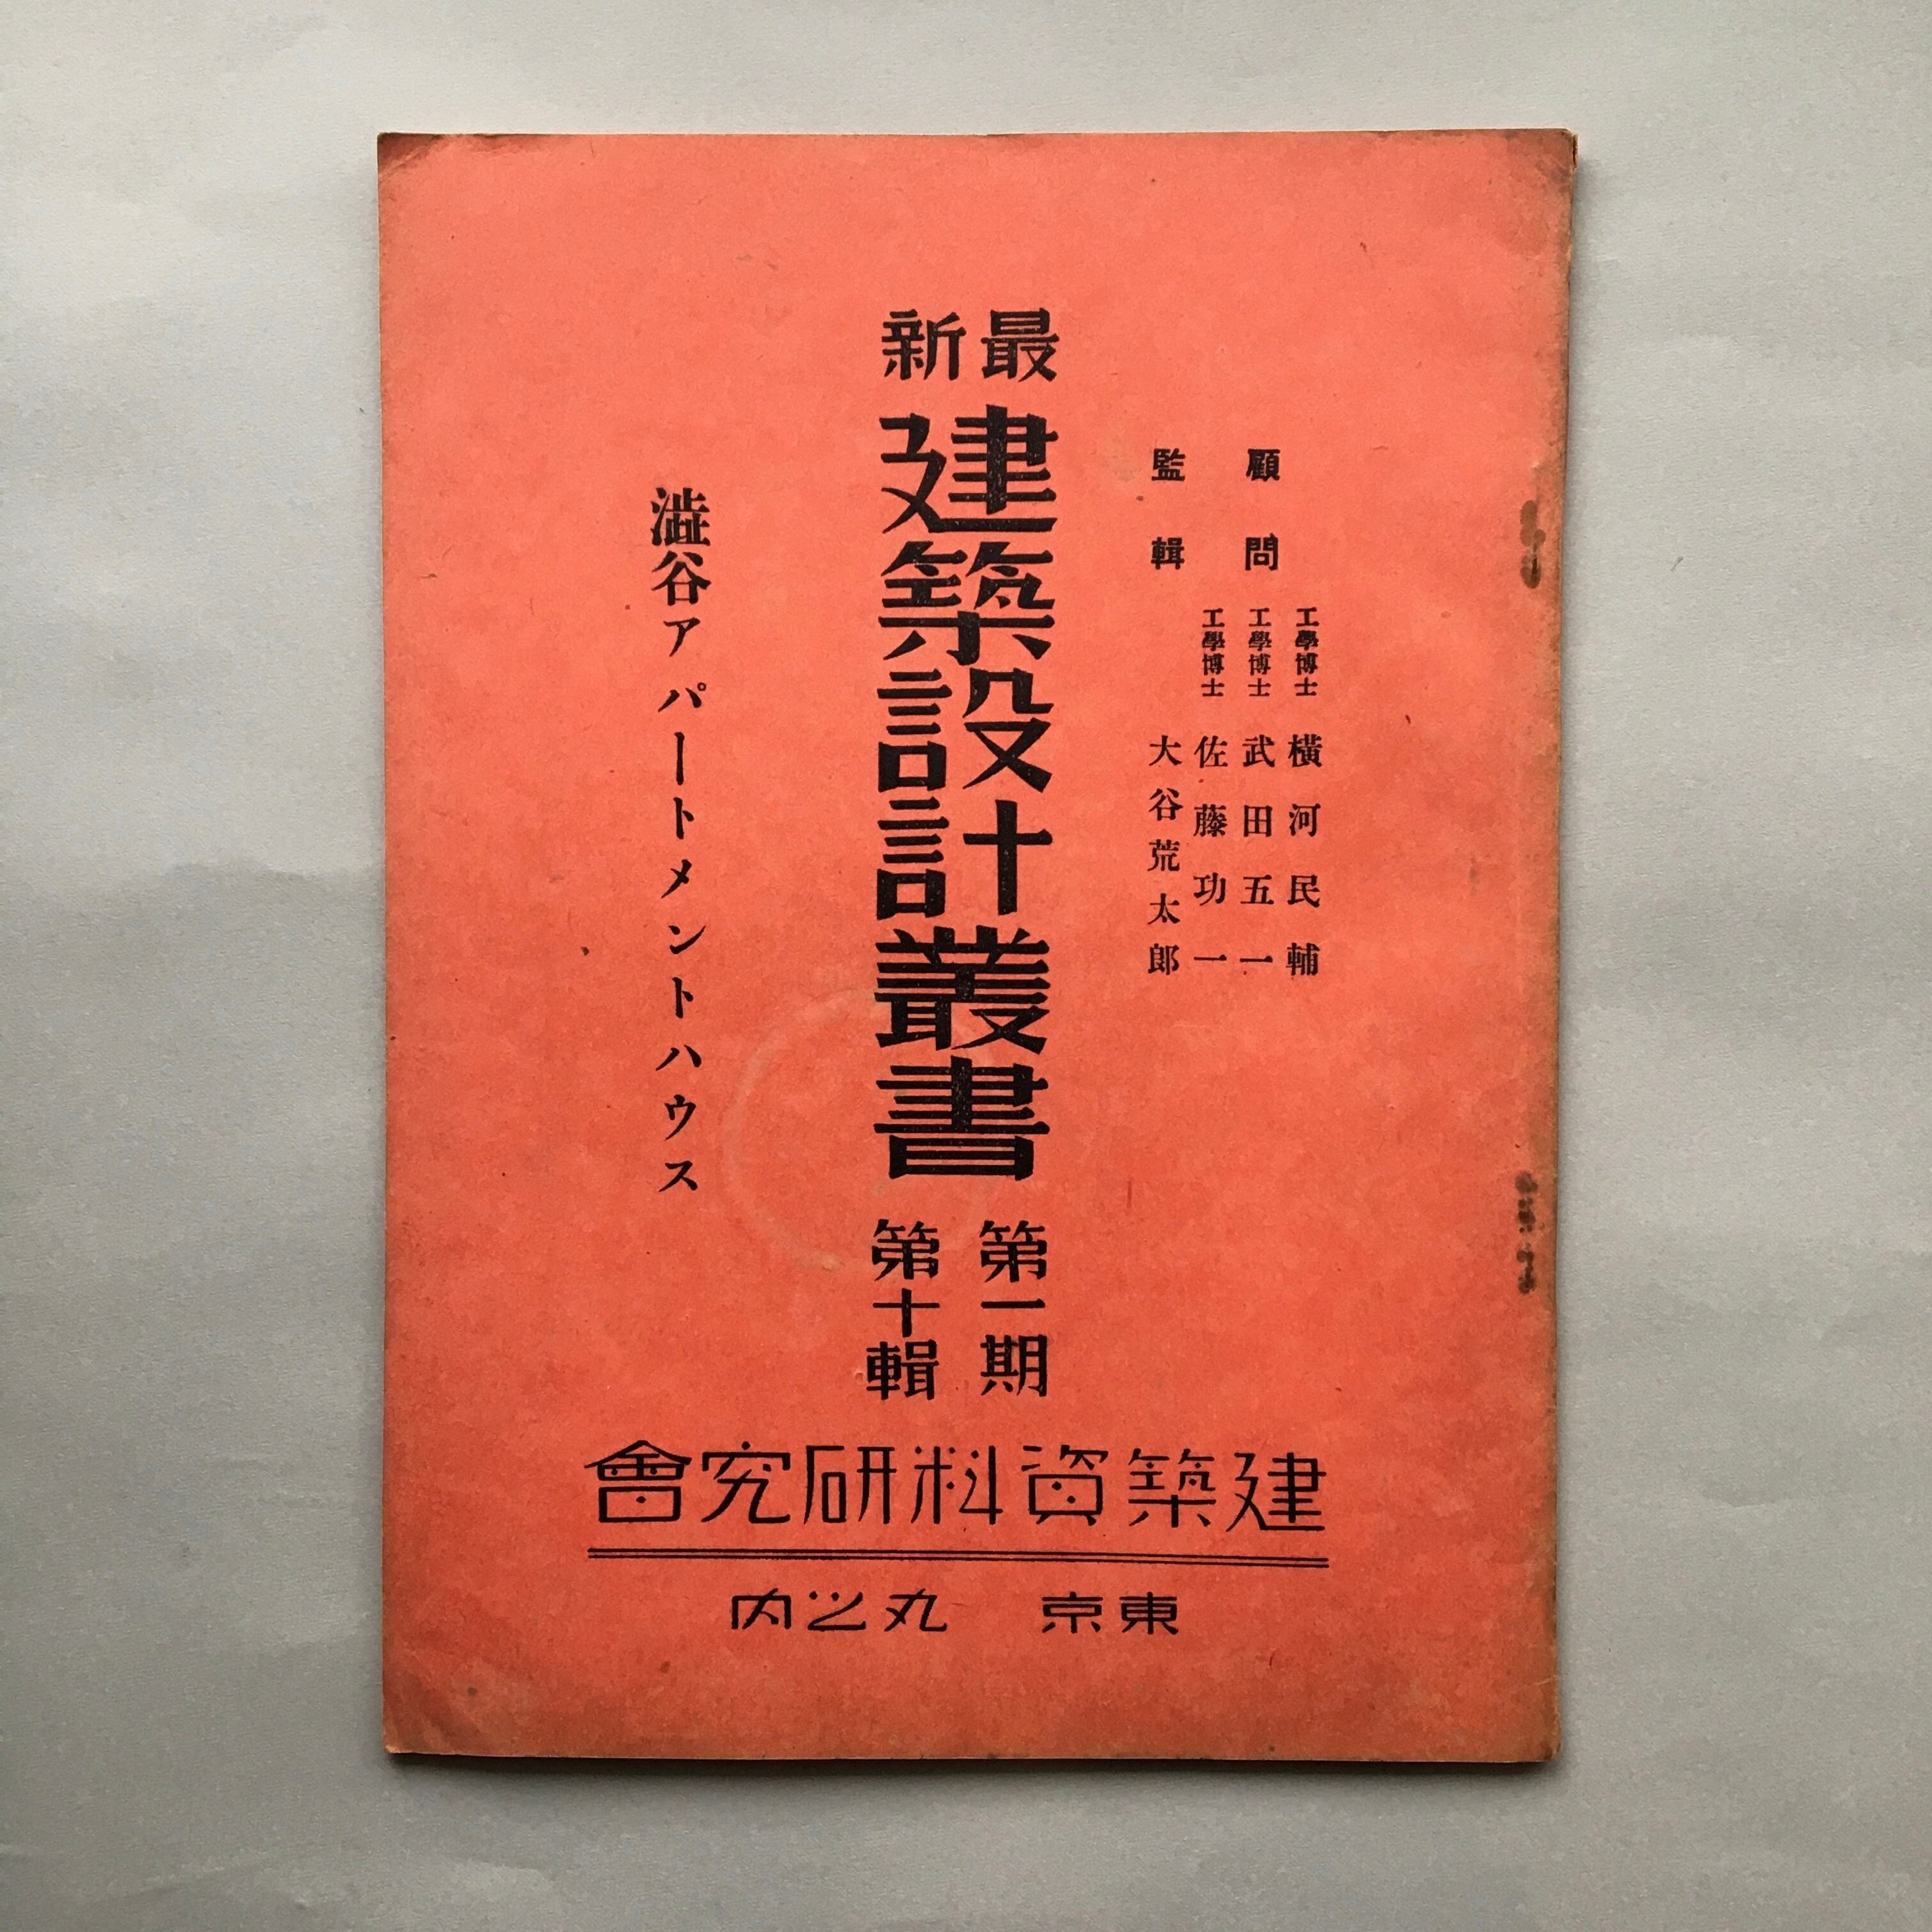 顧問
工學博士 橫河民輔
工學博士 武田五一
工學博士 佐藤功一
監輯 大谷荒太郎
最新
建築設計叢書
第一期
第十輯
澁谷アパートメントハウス
建築資料研究會
東京 丸之内